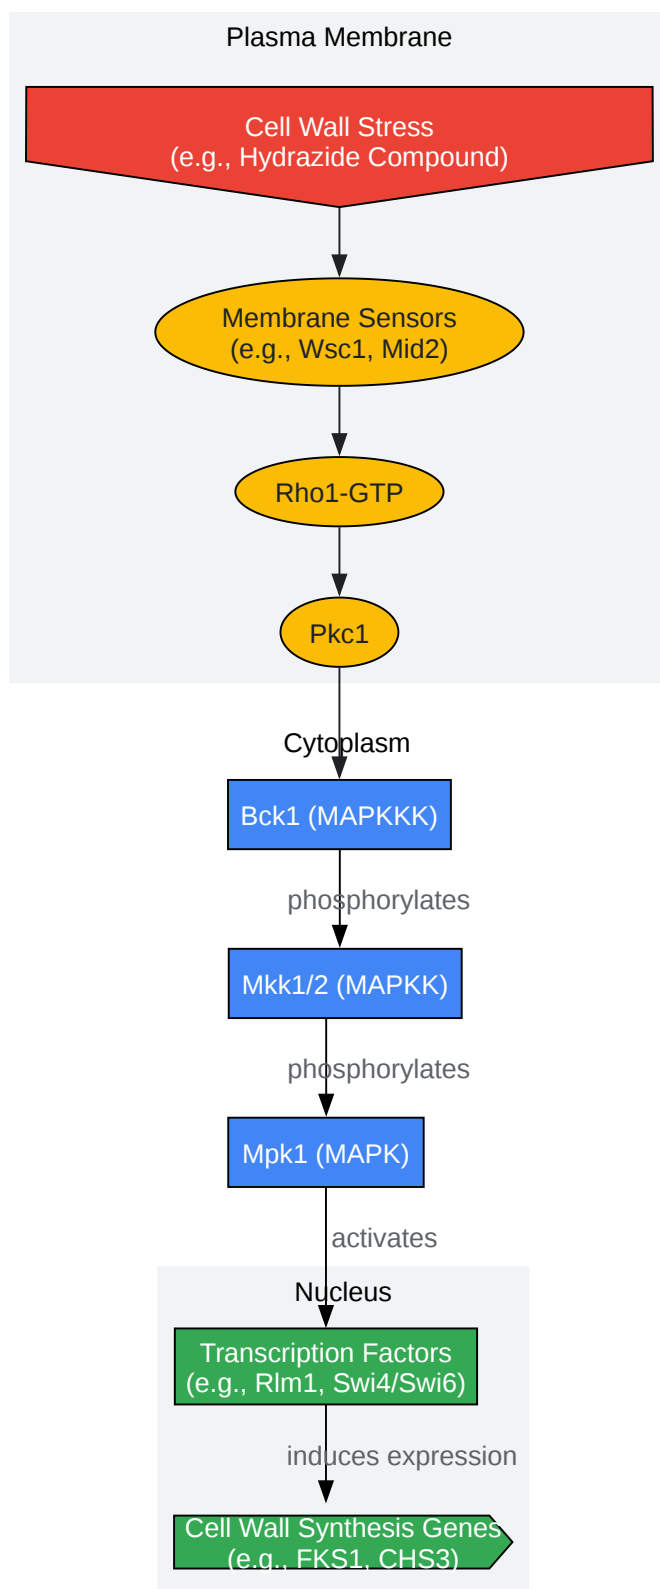 Plasma Membrane
Cell Wall Stress
(e.g., Hydrazide Compound)
Membrane Sensors
(e.g., Wsc1, Mid2)
Rho1-GTP
Pkc1
Cytoplasm
Bck1 (MAPKKK)
phosphorylates
Mkk1/2 (MAPKK)
phosphorylates
Mpk1 (MAPK)
activates
Nucleus
Transcription Factors
(e.g., Rlm1, Swi4/Swi6)
induces expression
Cell Wall Synthesis Genes
(e.g., FKS1, CHS3)